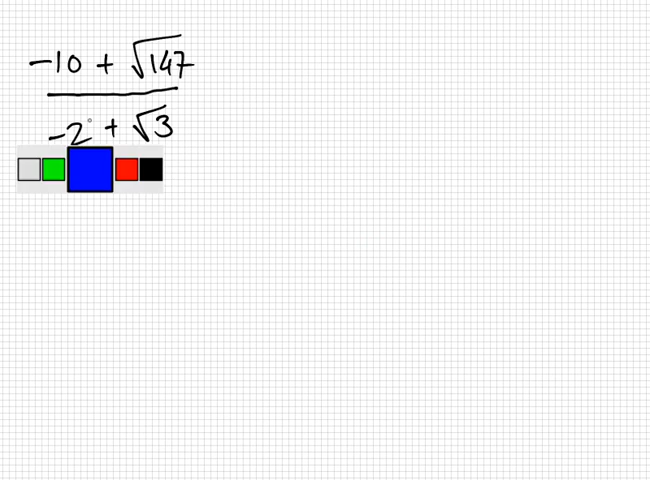 -10 + √147
-2 + √3